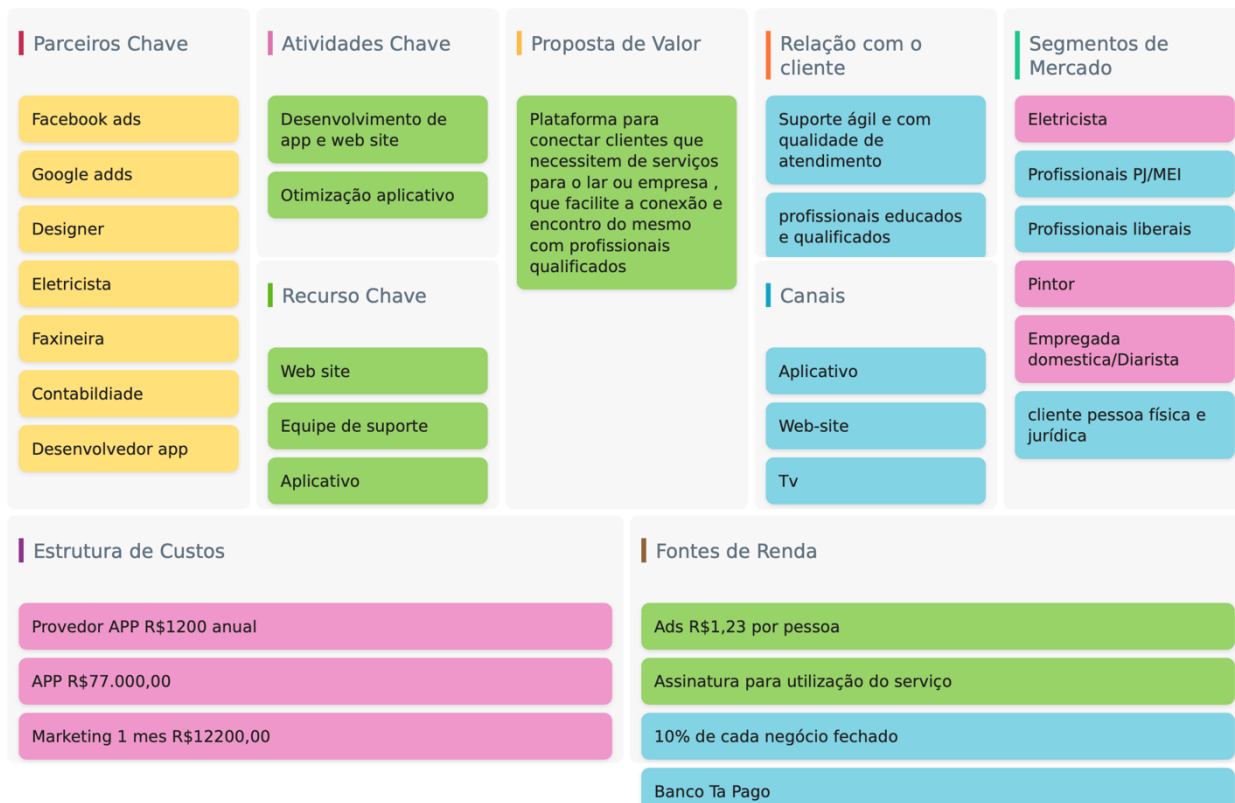 Parceiros Chave
Facebook ads
Google adds
Designer
Eletricista
Faxineira
Contabildiade
Desenvolvedor app
Atividades Chave
Desenvolvimento de
app e web site
Otimização aplicativo
Recurso Chave
Web site
Equipe de suporte
Aplicativo
Proposta de Valor
Plataforma para
conectar clientes que
necessitem de serviços
para o lar ou empresa ,
que facilite a conexão e
encontro do mesmo
com profissionais
qualificados
Relação com o
cliente
Suporte ágil e com
qualidade de
atendimento
profissionais educados
e qualificados
Canais
Aplicativo
Web-site
Tv
Segmentos de
Mercado
Eletricista
Profissionais PJ/MEI
Profissionais liberais
Pintor
Empregada
domestica/Diarista
cliente pessoa física e
jurídica
Estrutura de Custos
Provedor APP R$1200 anual
APP R$77.000,00
Marketing 1 mes R$12200,00
Fontes de Renda
Ads R$1,23 por pessoa
Assinatura para utilização do serviço
10% de cada negócio fechado
Banco Ta Pago